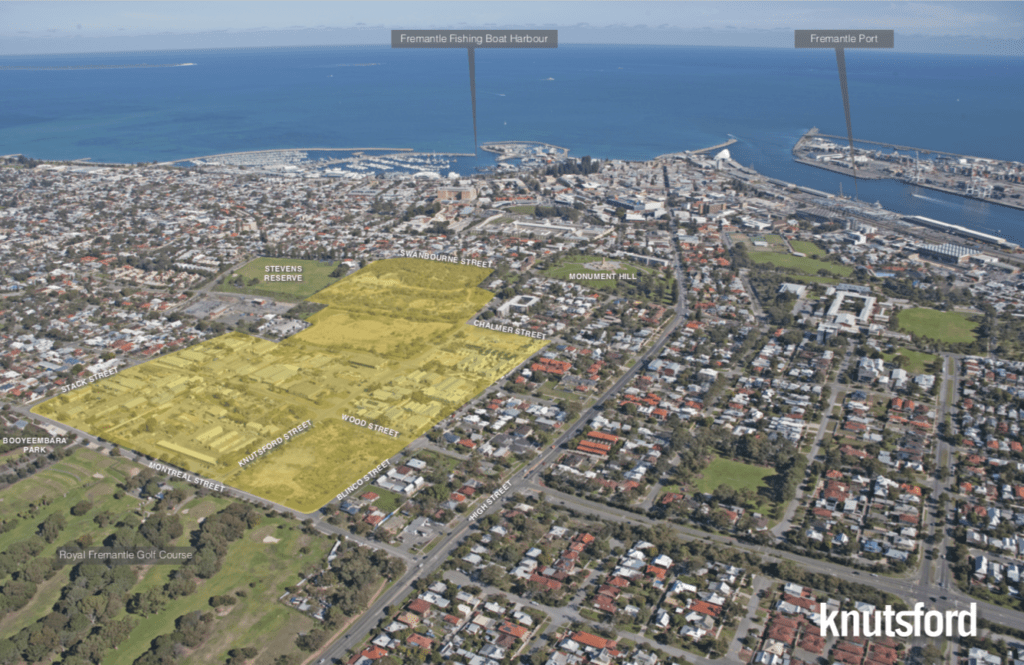 Fremantle Fishing Boat Harbour
Fremantle Port
SWANBOURNE STREET
STEVENS
RESERVE
MONUMENT HILL
CHALMER STREET
STACK STREET
WOOD STREET
KNUTSFORD STREET
BOOYEEMBARA
PARK
MONTREAL STREET
BLINCO STREET
HIGH STREET
Royal Fremantle Golf Course
knutsford